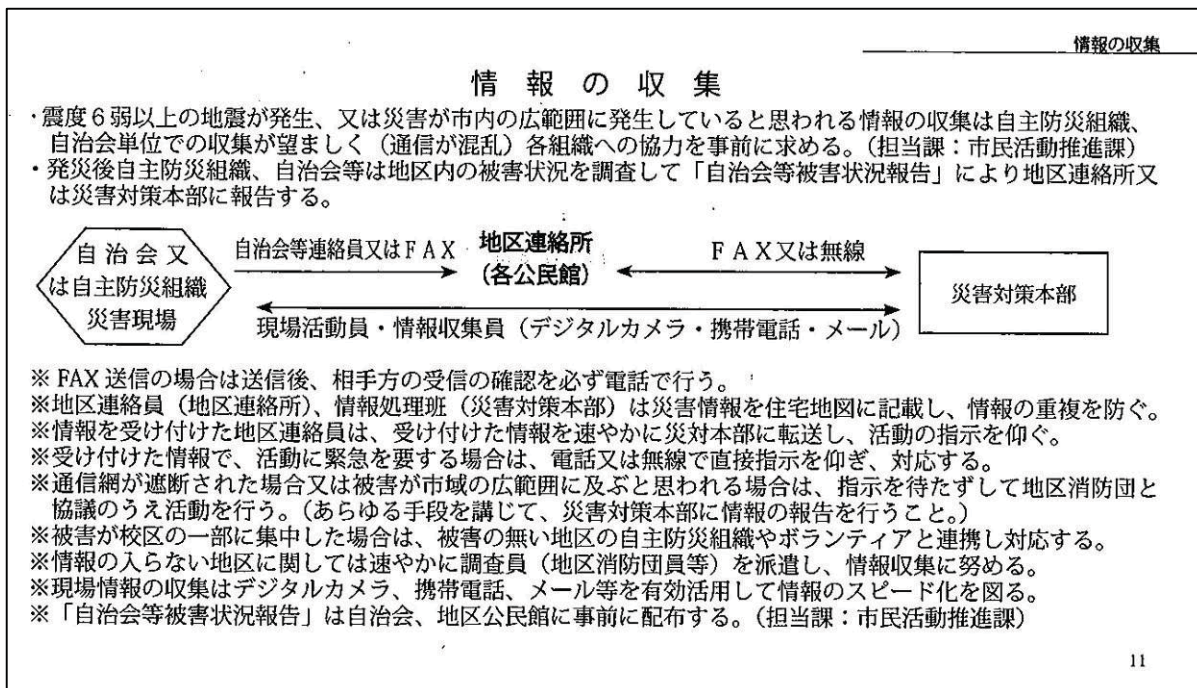 情報の収集
情 報 の 収 集
・震度６弱以上の地震が発生、又は災害が市内の広範囲に発生していると思われる情報の収集は自主防災組織、
自治会単位での収集が望ましく（通信が混乱）各組織への協力を事前に求める。（担当課：市民活動推進課）
・発災後自主防災組織、自治会等は地区内の被害状況を調査して「自治会等被害状況報告」により地区連絡所又
は災害対策本部に報告する。
自 治 会 又
は自主防災組織
災害現場
自治会等連絡員又はＦＡＸ
地区連絡所
（各公民館）
ＦＡＸ又は無線
災害対策本部
現場活動員・情報収集員（デジタルカメラ・携帯電話・メール）
※ FAX 送信の場合は送信後、相手方の受信の確認を必ず電話で行う。
※地区連絡員（地区連絡所）、情報処理班（災害対策本部）は災害情報を住宅地図に記載し、情報の重複を防ぐ。
※情報を受け付けた地区連絡員は、受け付けた情報を速やかに災対本部に転送し、活動の指示を仰ぐ。
※受け付けた情報で、活動に緊急を要する場合は、電話又は無線で直接指示を仰ぎ、対応する。
※通信網が遮断された場合又は被害が市域の広範囲に及ぶと思われる場合は、指示を待たずして地区消防団と
協議のうえ活動を行う。（あらゆる手段を講じて、災害対策本部に情報の報告を行うこと。）
※被害が校区の一部に集中した場合は、被害の無い地区の自主防災組織やボランティアと連携し対応する。
※情報の入らない地区に関しては速やかに調査員（地区消防団員等）を派遣し、情報収集に努める。
※現場情報の収集はデジタルカメラ、携帯電話、メール等を有効活用して情報のスピード化を図る。
※「自治会等被害状況報告」は自治会、地区公民館に事前に配布する。（担当課：市民活動推進課）
11